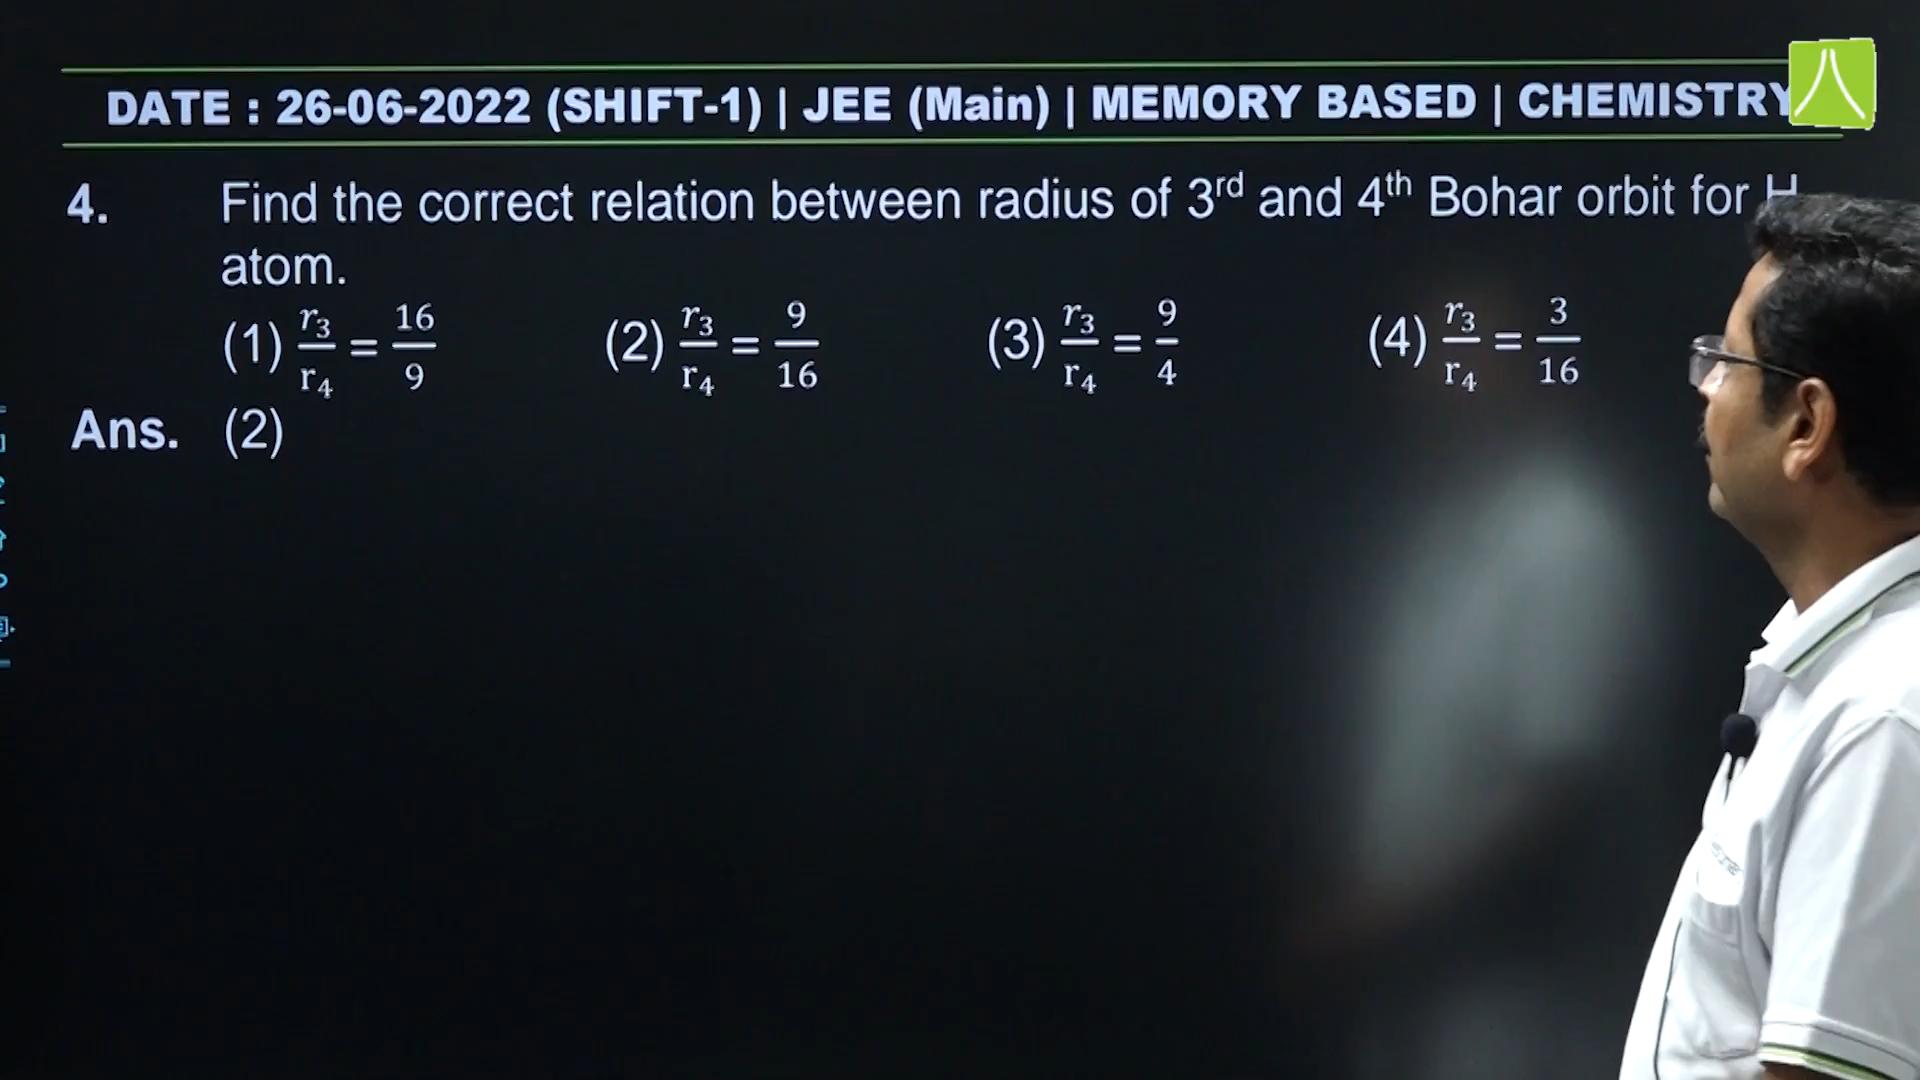 DATE : 26-06-2022 (SHIFT-1) | JEE (Main) | MEMORY BASED | CHEMISTRY
4. Find the correct relation between radius of 3rd and 4th Bohar orbit for H
atom.
(1) r₃/r₄ = 16/9 (2) r₃/r₄ = 9/16 (3) r₃/r₄ = 9/4 (4) r₃/r₄ = 3/16
Ans. (2)